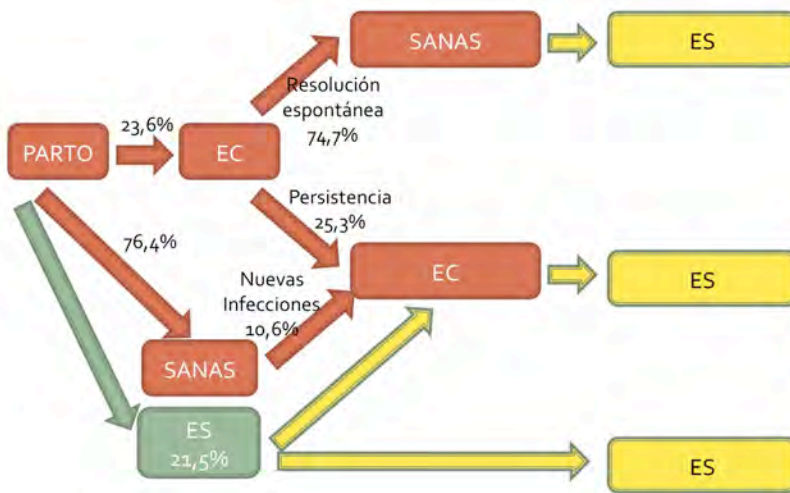 SANAS
ES
Resolución
espontánea
74,7%
23,6%
PARTO
EC
Persistencia
25,3%
76,4%
EC
ES
Nuevas
Infecciones
10,6%
SANAS
ES
21,5%
ES